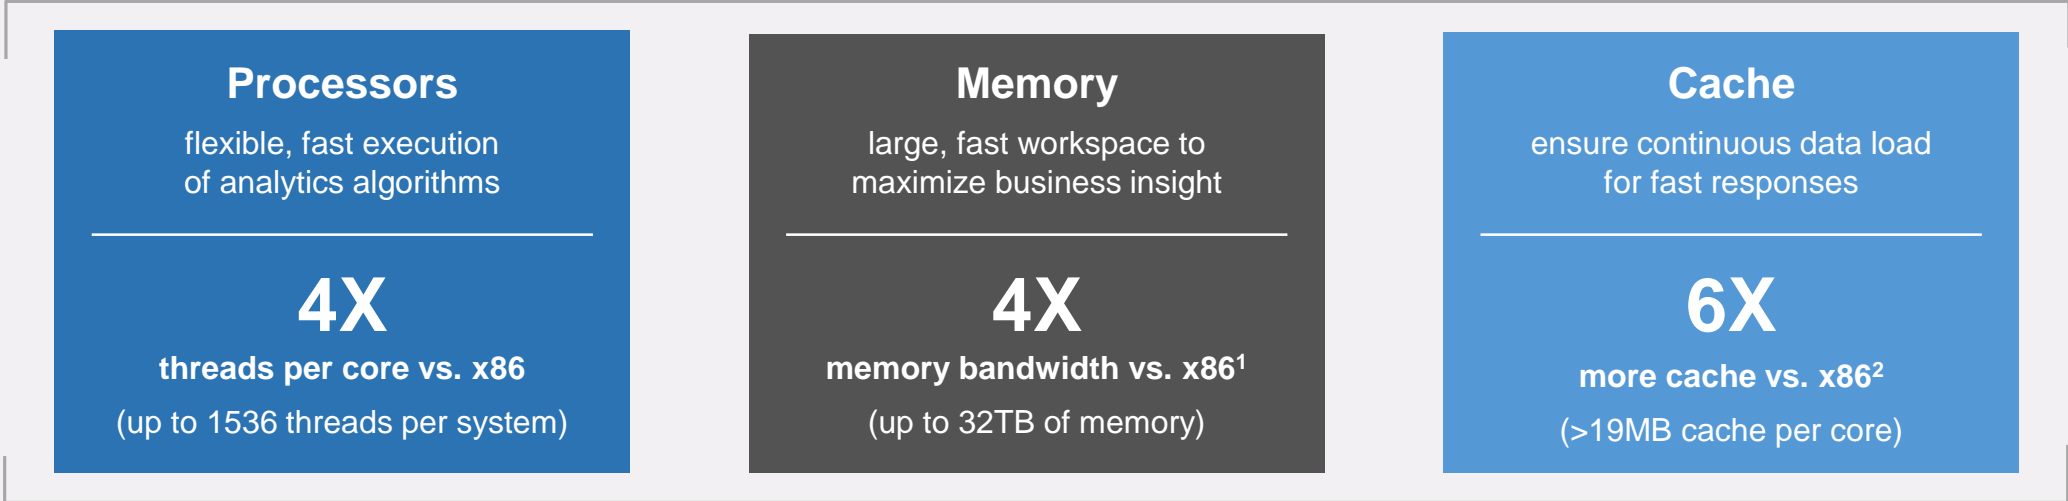 Processors
flexible, fast execution
of analytics algorithms
4X
threads per core vs. x86
(up to 1536 threads per system)
Memory
large, fast workspace to
maximize business insight
4X
memory bandwidth vs. x86¹
(up to 32TB of memory)
Cache
ensure continuous data load
for fast responses
6X
more cache vs. x86²
(>19MB cache per core)